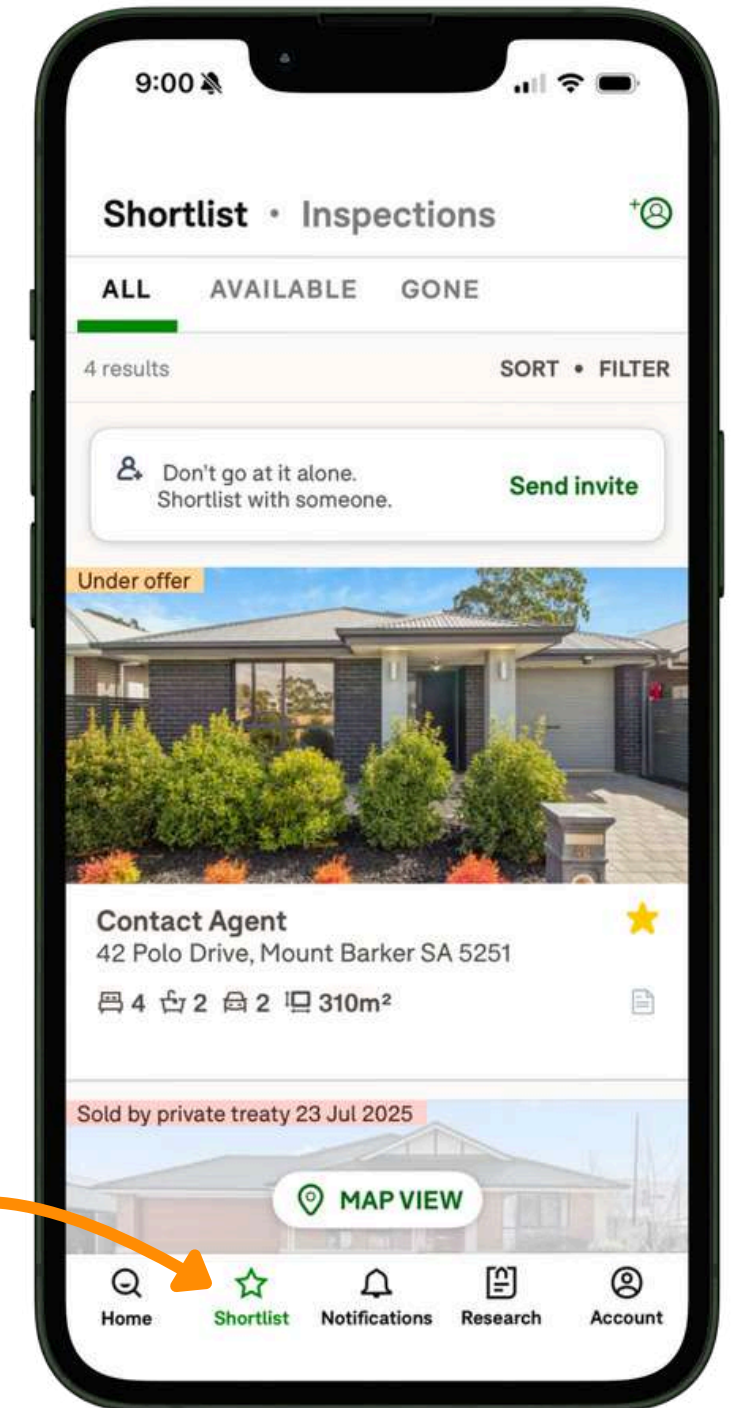 9:00
Shortlist • Inspections
ALL AVAILABLE GONE
4 results SORT • FILTER
Don't go at it alone.
Shortlist with someone.
Send invite
Under offer
Contact Agent
42 Polo Drive, Mount Barker SA 5251
4 2 2 310m²
Sold by private treaty 23 Jul 2025
MAP VIEW
Home Shortlist Notifications Research Account